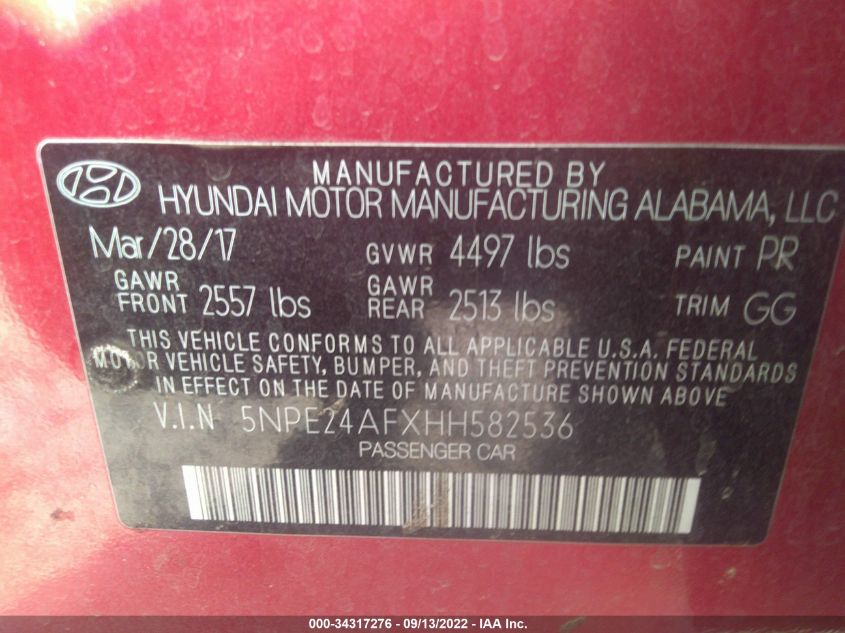 MANUFACTURED BY
HYUNDAI MOTOR MANUFACTURING ALABAMA, LLC
Mar/28/17 GVWR 4497 lbs PAINT PR
GAWR FRONT 2557 lbs GAWR REAR 2513 lbs TRIM GG
THIS VEHICLE CONFORMS TO ALL APPLICABLE U.S.A. FEDERAL
MOTOR VEHICLE SAFETY, BUMPER, AND THEFT PREVENTION STANDARDS
IN EFFECT ON THE DATE OF MANUFACTURE SHOWN ABOVE
V.I.N 5NPE24AFXHH582536
PASSENGER CAR
000-34317276 - 09/13/2022 - IAA Inc.